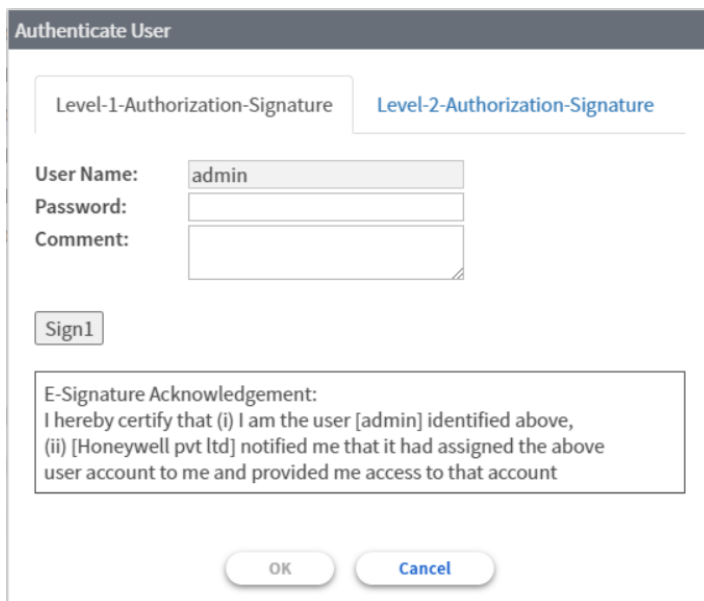 Authenticate User
Level-1-Authorization-Signature Level-2-Authorization-Signature
User Name: admin
Password:
Comment:
Sign1
E-Signature Acknowledgement:
I hereby certify that (i) I am the user [admin] identified above,
(ii) [Honeywell pvt ltd] notified me that it had assigned the above
user account to me and provided me access to that account
OK Cancel